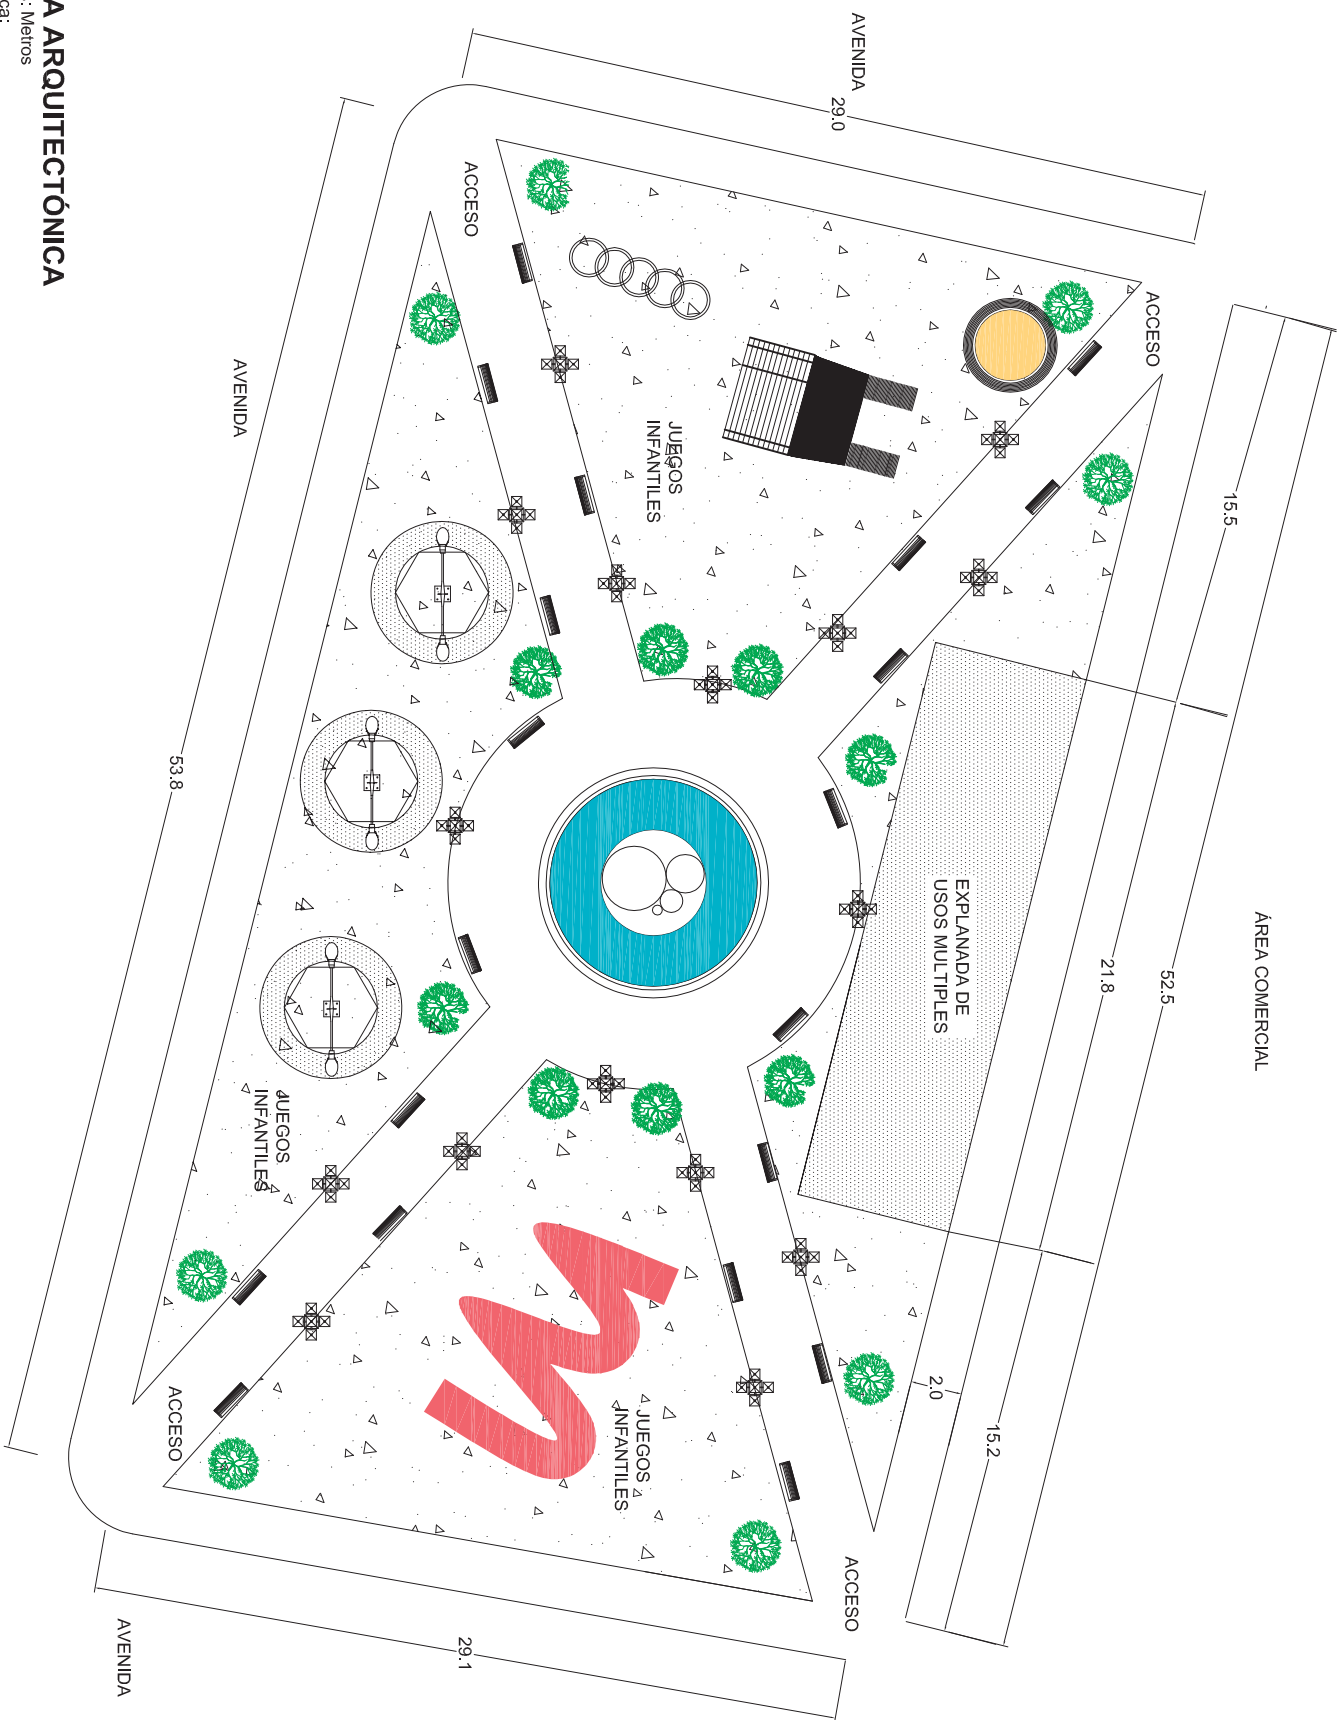 A ARQUITECTÓNICA
: Metros
ca:
AVENIDA
29.0
ACCESO
ACCESO
15.5
JUEGOS
INFANTILES
AVENIDA
53.8
EXPLANADA DE
USOS MULTIPLES
21.8
52.5
ÁREA COMERCIAL
JUEGOS
INFANTILES
JUEGOS
INFANTILES
2.0
15.2
ACCESO
ACCESO
29.1
AVENIDA